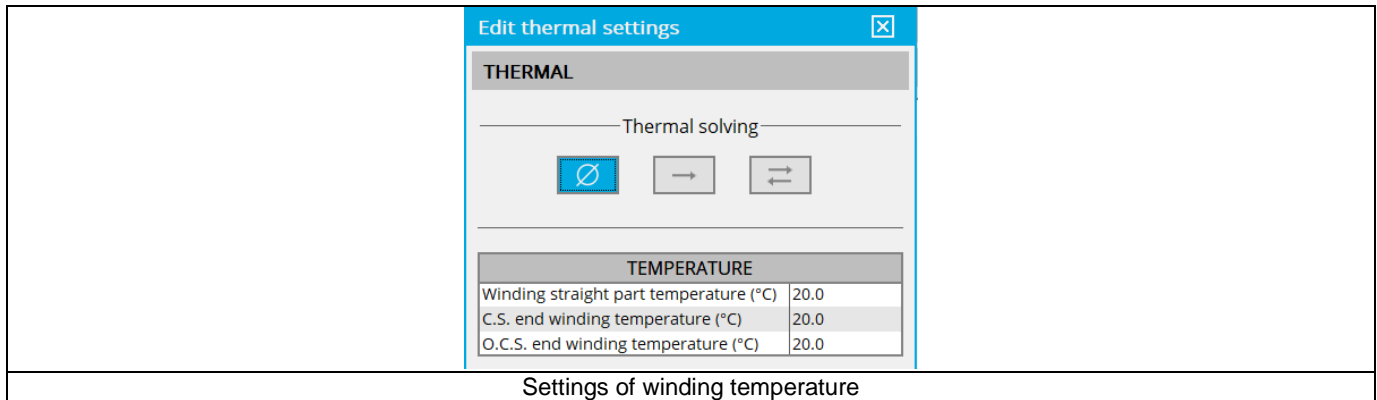 Edit thermal settings
THERMAL
Thermal solving
TEMPERATURE
Winding straight part temperature (°C) 20.0
C.S. end winding temperature (°C) 20.0
O.C.S. end winding temperature (°C) 20.0
Settings of winding temperature